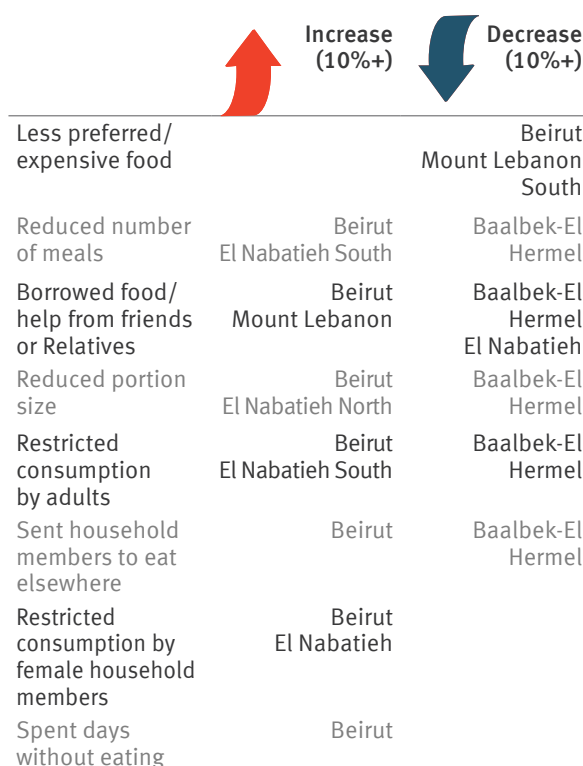 Increase
(10%+)
Decrease
(10%+)
Less preferred/
expensive food
Beirut
Mount Lebanon
South
Reduced number
of meals
Beirut
El Nabatieh South
Baalbek-El
Hermel
Borrowed food/
help from friends
or Relatives
Beirut
Mount Lebanon
Baalbek-El
Hermel
El Nabatieh
Reduced portion
size
Beirut
El Nabatieh North
Baalbek-El
Hermel
Restricted
consumption
by adults
Beirut
El Nabatieh South
Baalbek-El
Hermel
Sent household
members to eat
elsewhere
Beirut
Baalbek-El
Hermel
Restricted
consumption by
female household
members
Beirut
El Nabatieh
Spent days
without eating
Beirut